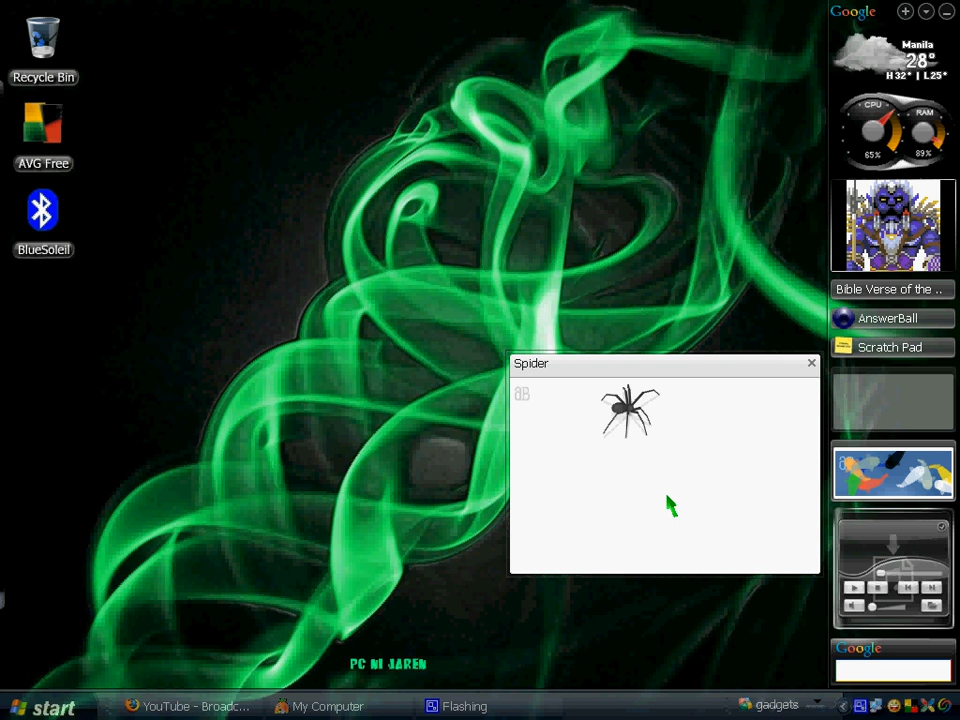 Recycle Bin
AVG Free
BlueSoleil
Google
Manila
28°
H 32° | L 25°
CPU
RAM
65%
89%
Bible Verse of the ..
AnswerBall
Scratch Pad
Spider
aB
PC NI JAREN
Google
start
YouTube - Broadc...
My Computer
Flashing
gadgets